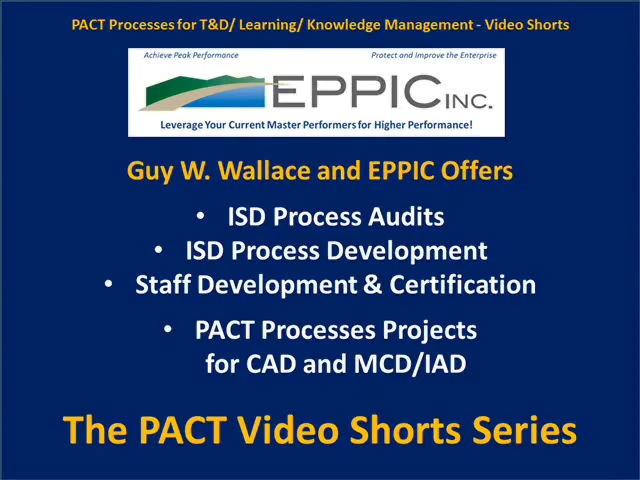 PACT Processes for T&D/ Learning/ Knowledge Management - Video Shorts
Achieve Peak Performance Protect and Improve the Enterprise
EPPIC INC.
Leverage Your Current Master Performers for Higher Performance!
Guy W. Wallace and EPPIC Offers
• ISD Process Audits
• ISD Process Development
• Staff Development & Certification
• PACT Processes Projects
for CAD and MCD/IAD
The PACT Video Shorts Series